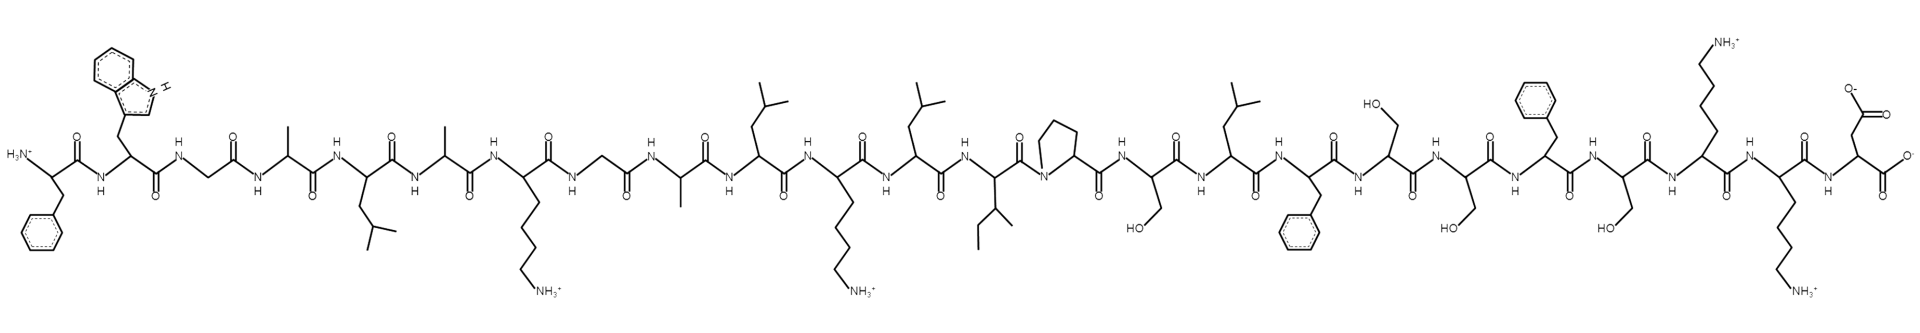 NH₃⁺
H O⁻
N
HO
O
O H O H O H O H O H O H O H O H O H O H O H O
H₃N⁺ N N N N N N N N N N N O⁻
N N N N N N N N N N N N
H O H O H O H O H O H O O H O H O H O H O H O
HO HO HO
NH₃⁺ NH₃⁺ NH₃⁺